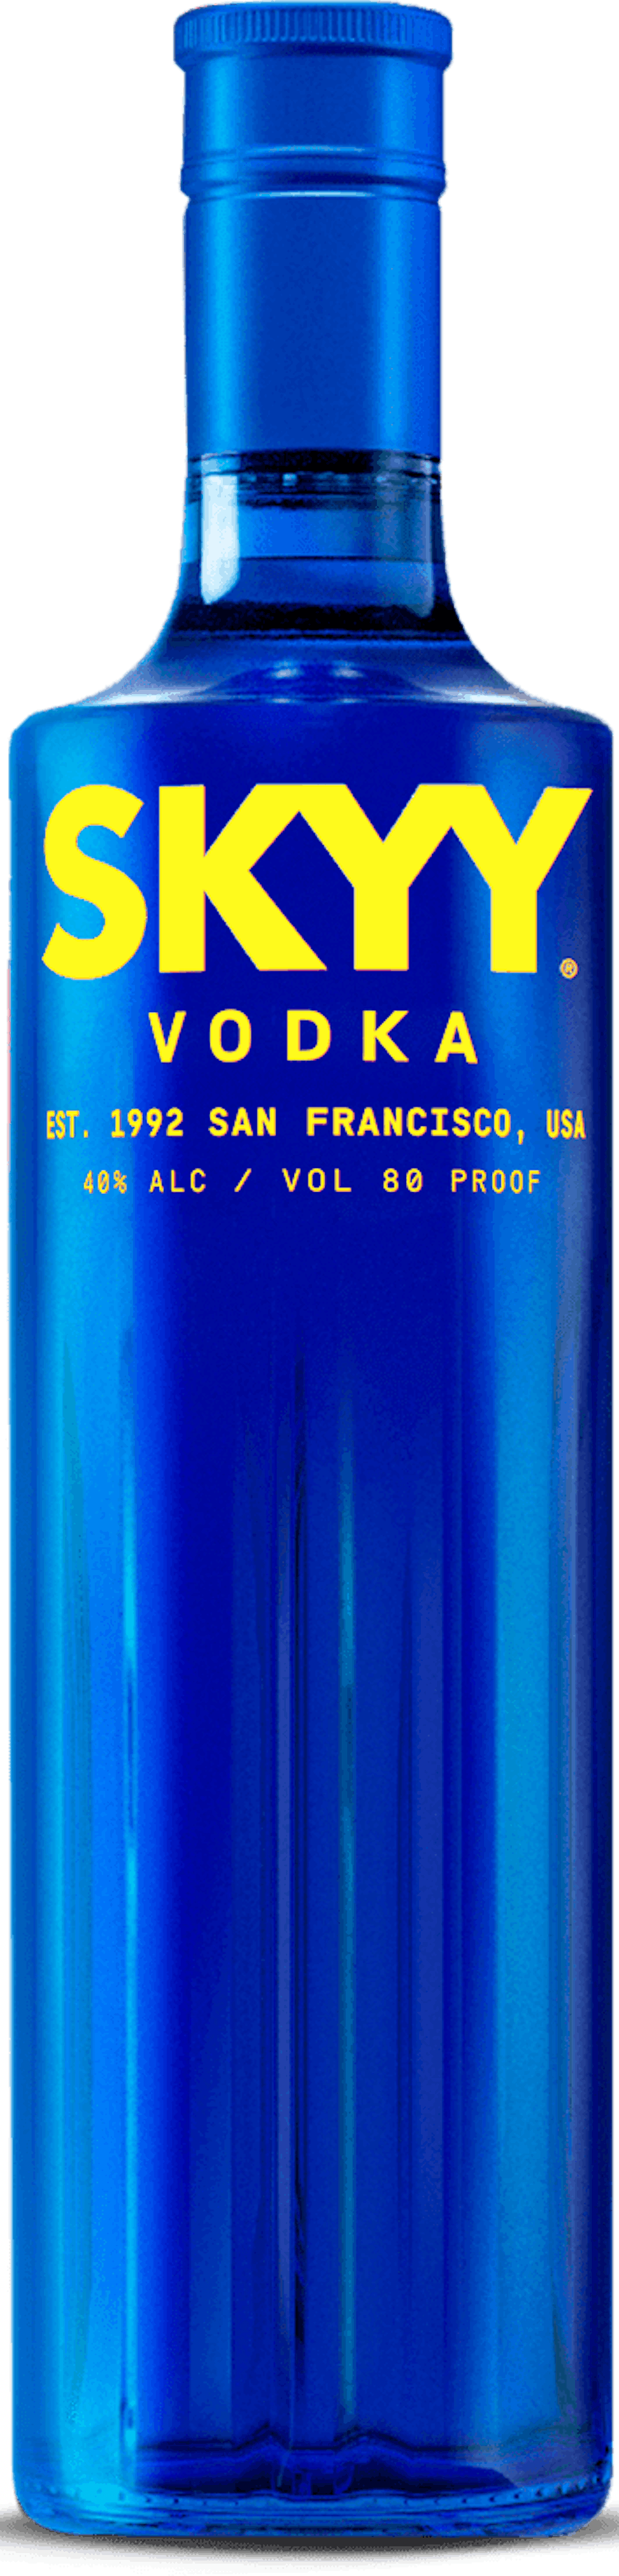 SKYY®
VODKA
EST. 1992 SAN FRANCISCO, USA
40% ALC / VOL 80 PROOF